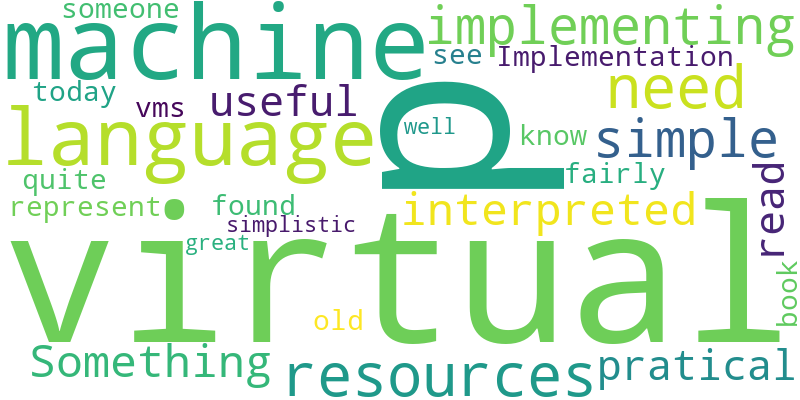 someone
machine
implementing
see
Implementation
today
vms
useful
need
language
p
well
know
simple
quite
fairly
read
represent
.
found
interpreted
simplistic
great
virtual
book
old
Something
resources
pratical